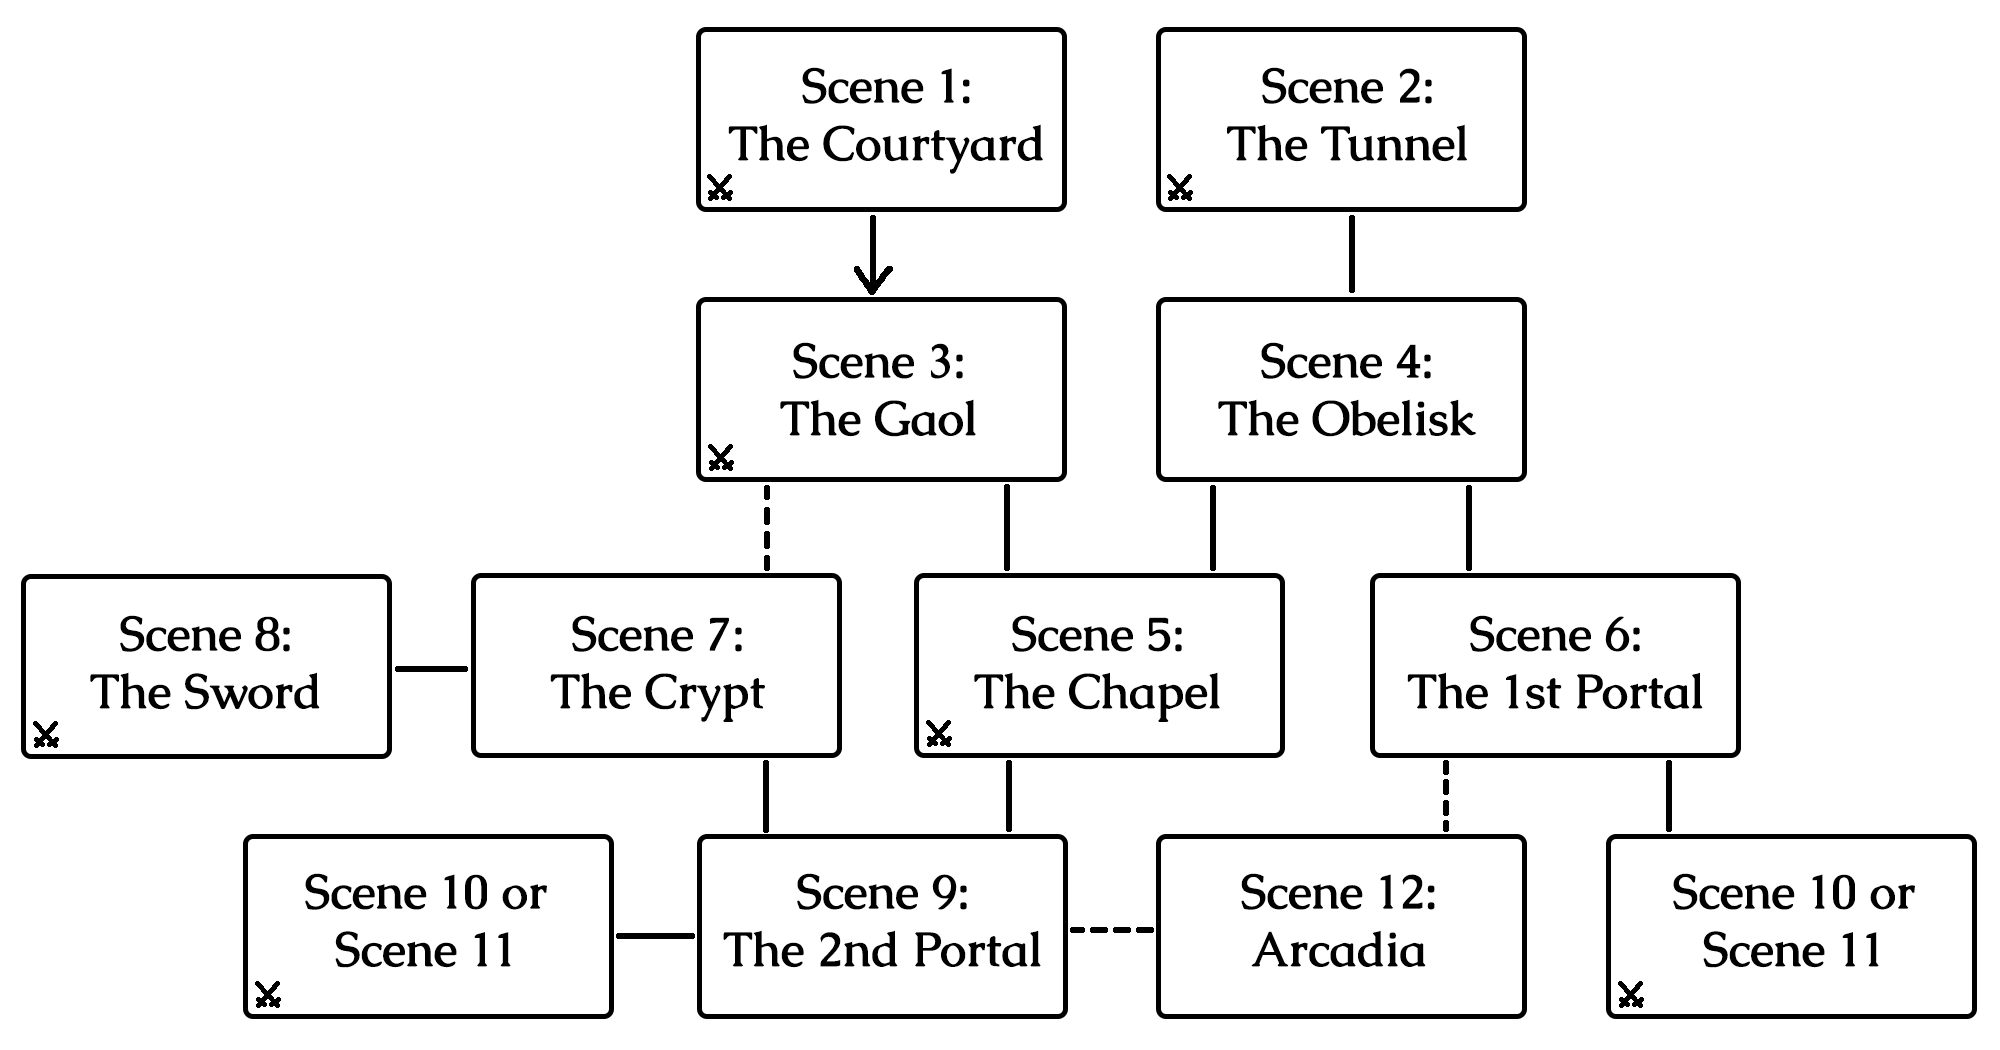 Scene 1:
The Courtyard
Scene 2:
The Tunnel
Scene 3:
The Gaol
Scene 4:
The Obelisk
Scene 8:
The Sword
Scene 7:
The Crypt
Scene 5:
The Chapel
Scene 6:
The 1st Portal
Scene 10 or
Scene 11
Scene 9:
The 2nd Portal
Scene 12:
Arcadia
Scene 10 or
Scene 11